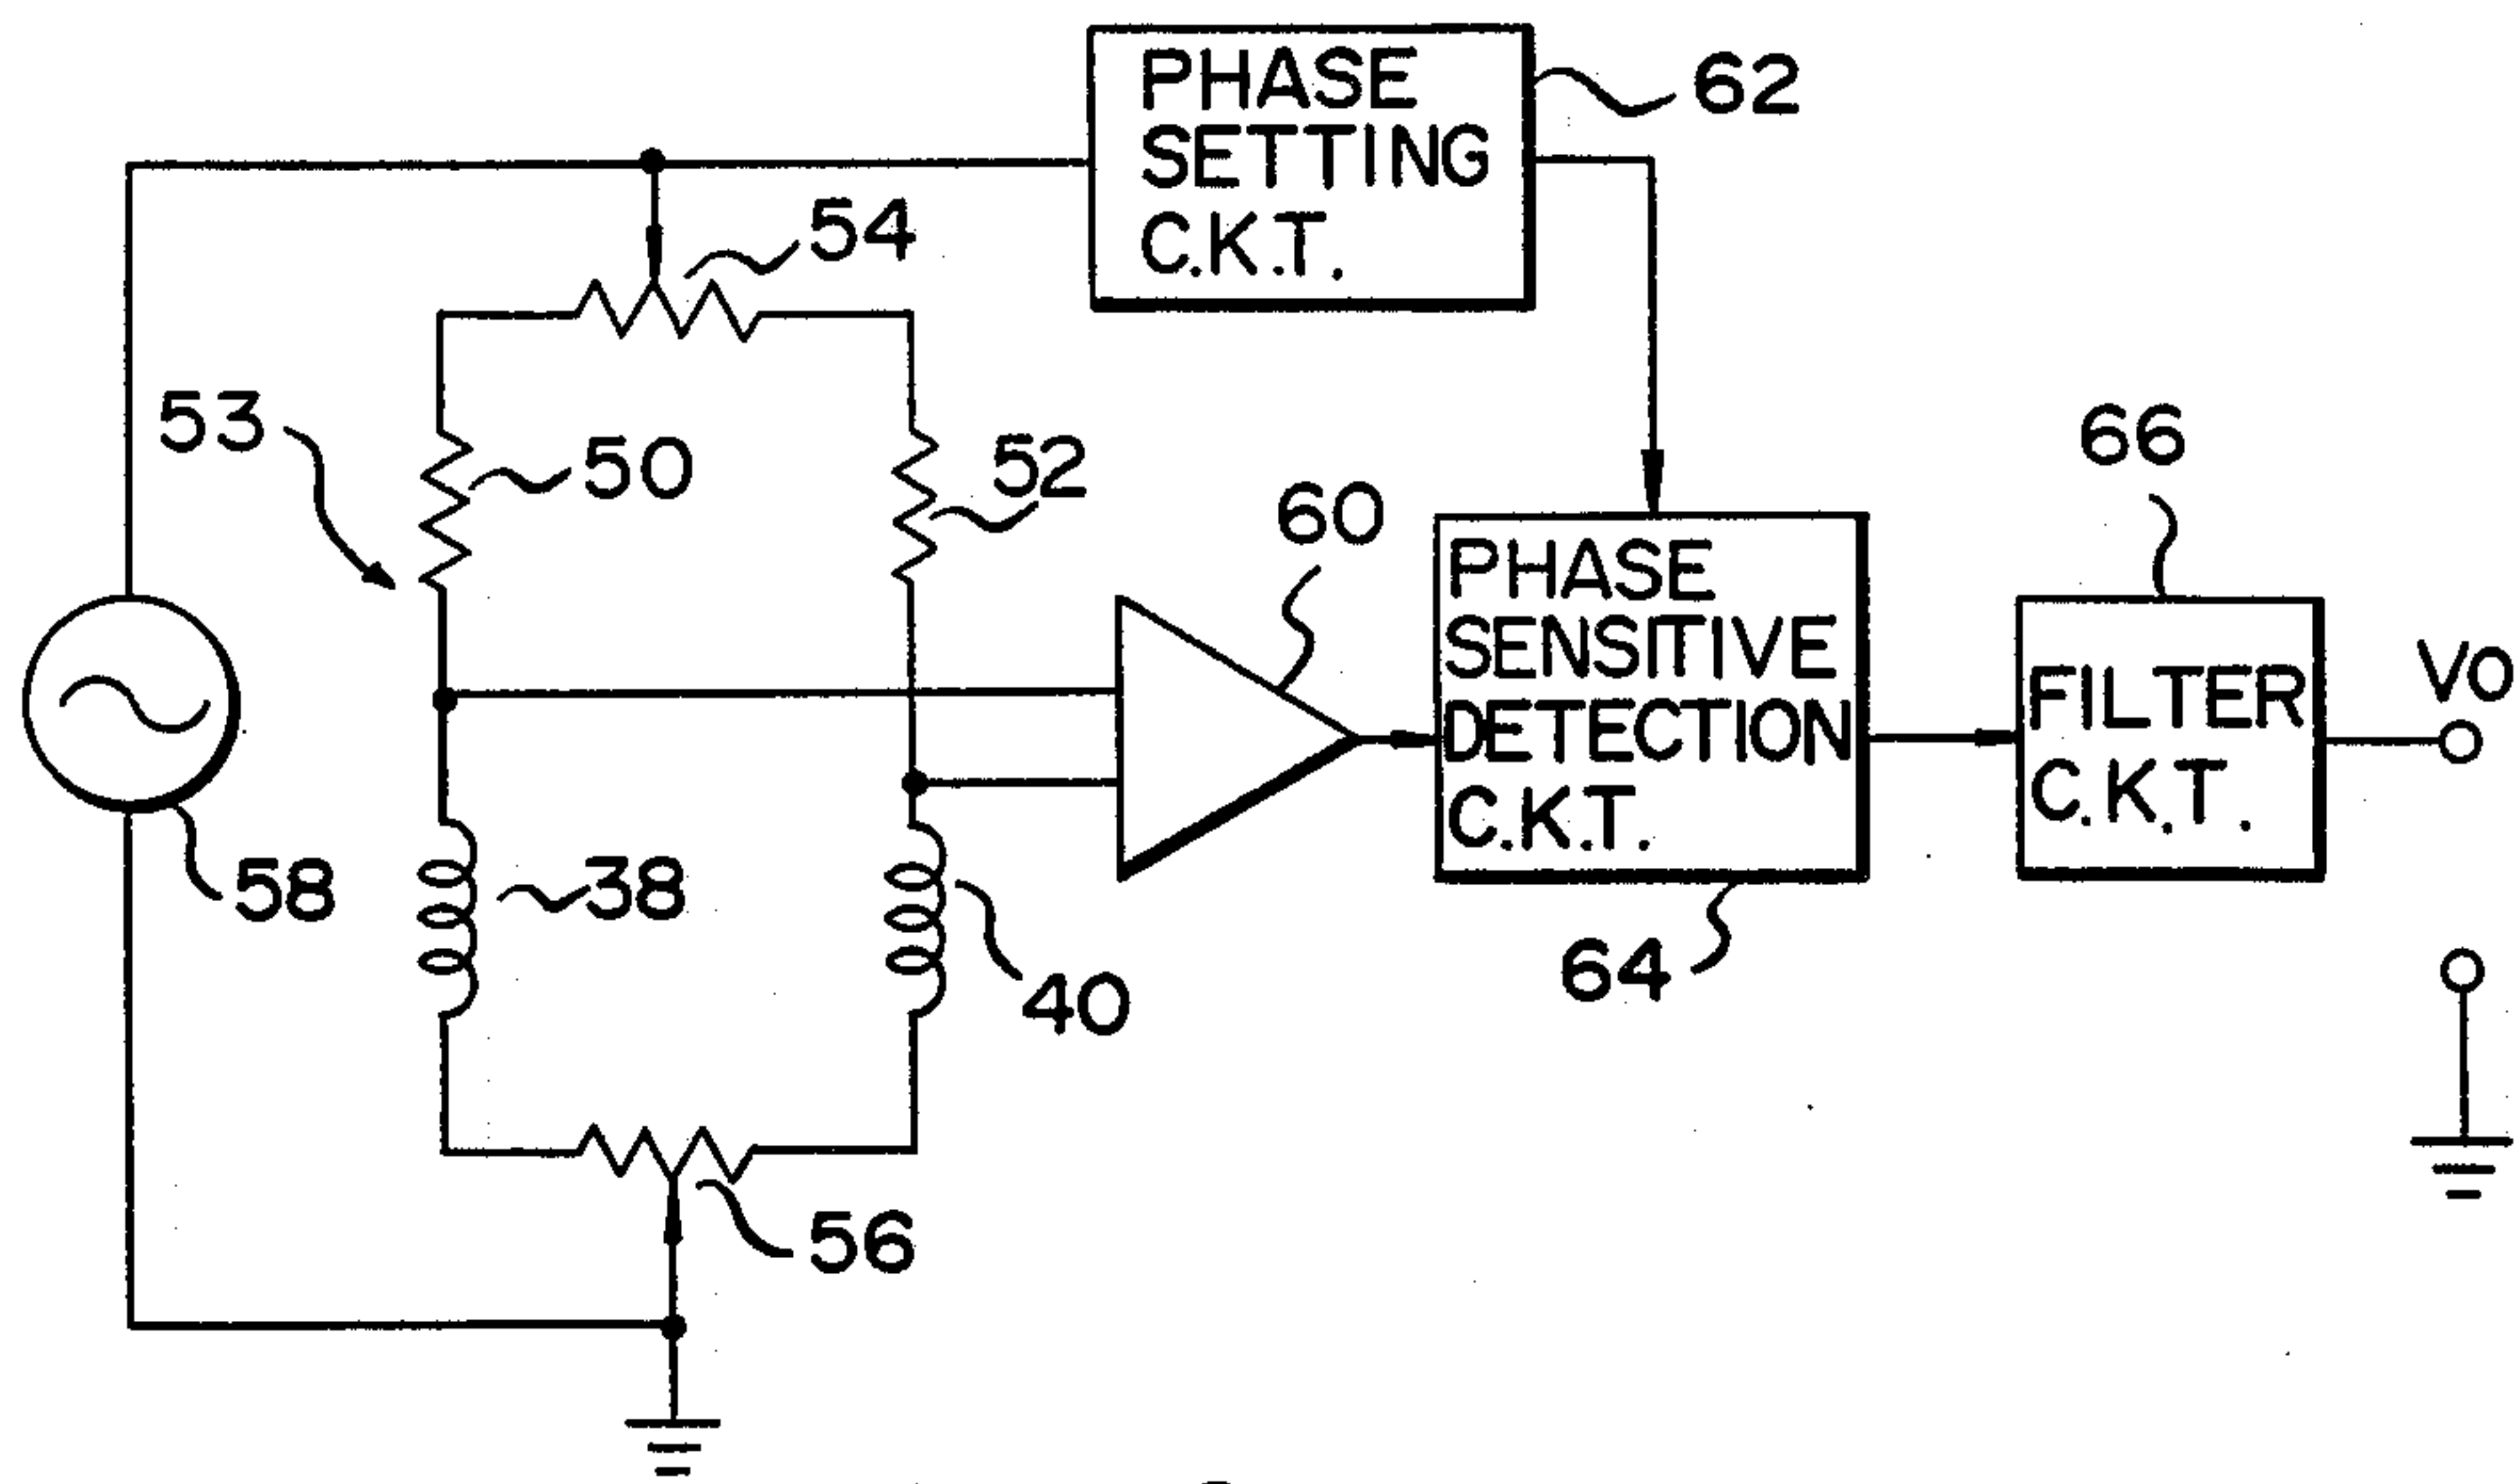 PHASE
SETTING
C.K.T.
62
54
53
50
52
60
66
PHASE
SENSITIVE
DETECTION
C.K.T.
FILTER
C.K.T.
VO
58
38
40
64
56